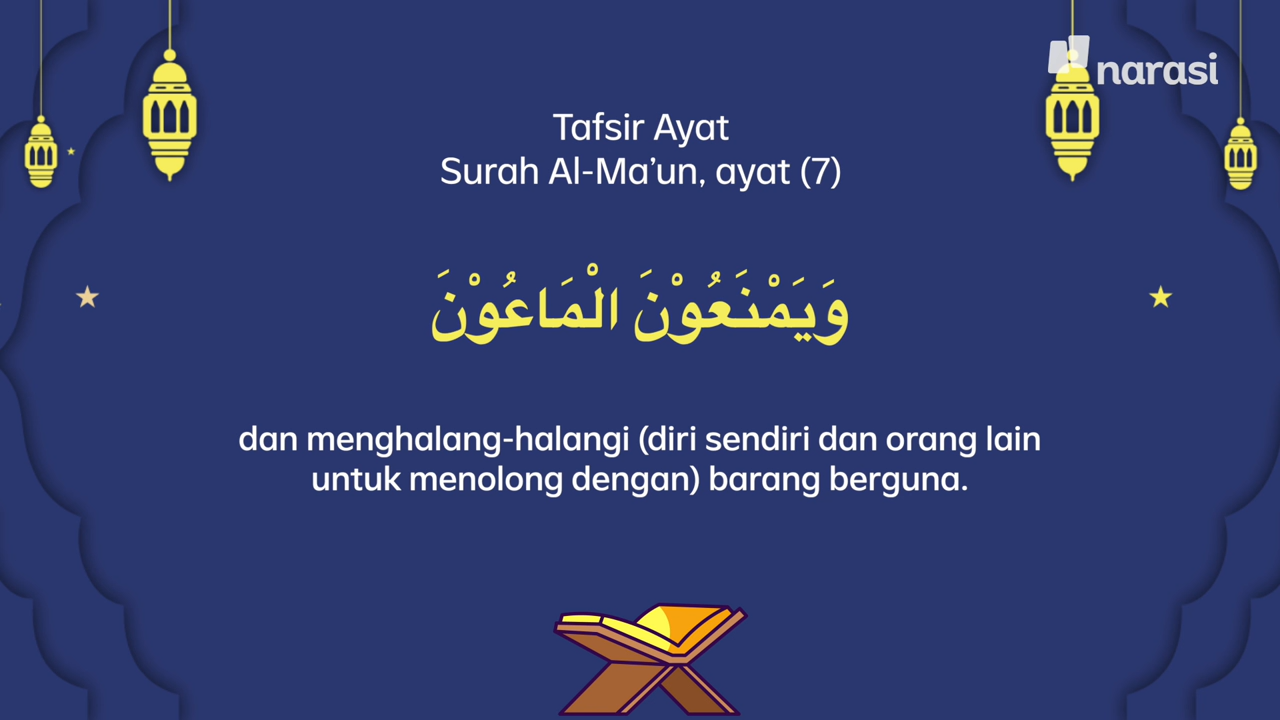 narasi
Tafsir Ayat
Surah Al-Ma’un, ayat (7)
وَيَمْنَعُوْنَ الْمَاعُوْنَ
dan menghalang-halangi (diri sendiri dan orang lain
untuk menolong dengan) barang berguna.